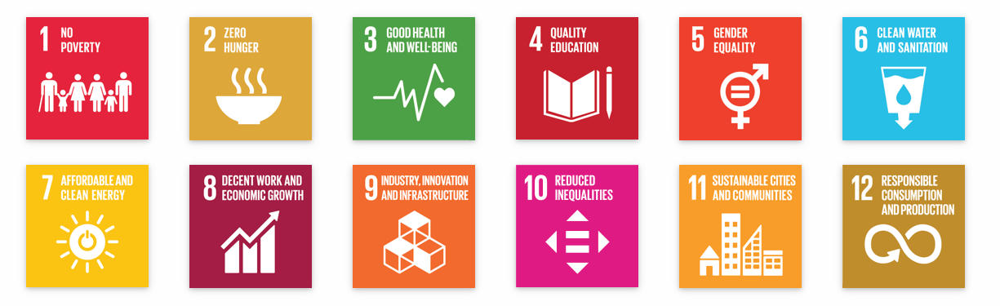 1 NO
POVERTY
2 ZERO
HUNGER
3 GOOD HEALTH
AND WELL-BEING
4 QUALITY
EDUCATION
5 GENDER
EQUALITY
6 CLEAN WATER
AND SANITATION
7 AFFORDABLE AND
CLEAN ENERGY
8 DECENT WORK AND
ECONOMIC GROWTH
9 INDUSTRY, INNOVATION
AND INFRASTRUCTURE
10 REDUCED
INEQUALITIES
11 SUSTAINABLE CITIES
AND COMMUNITIES
12 RESPONSIBLE
CONSUMPTION
AND PRODUCTION